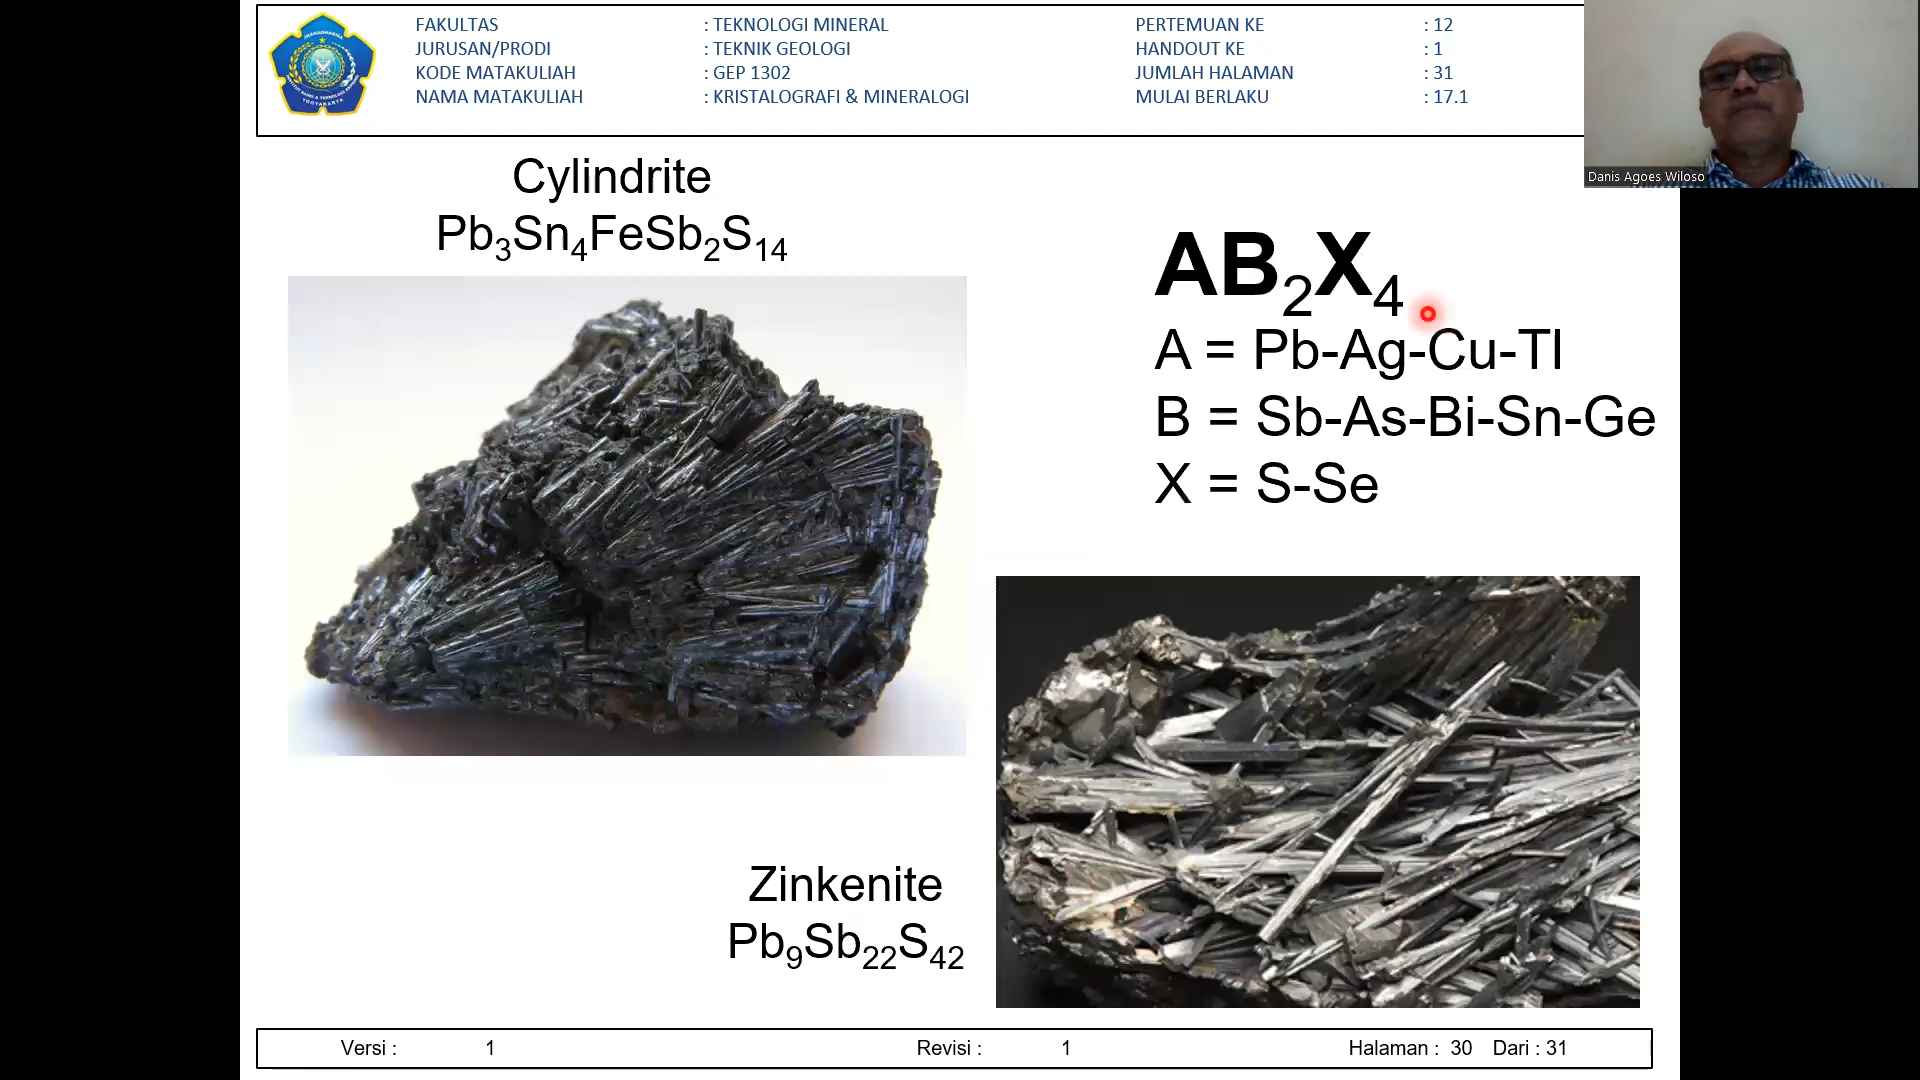 FAKULTAS : TEKNOLOGI MINERAL PERTEMUAN KE : 12
JURUSAN/PRODI : TEKNIK GEOLOGI HANDOUT KE : 1
KODE MATAKULIAH : GEP 1302 JUMLAH HALAMAN : 31
NAMA MATAKULIAH : KRISTALOGRAFI & MINERALOGI MULAI BERLAKU : 17.1
Danis Agoes Wiloso
Cylindrite
Pb₃Sn₄FeSb₂S₁₄
AB₂X₄
A = Pb-Ag-Cu-Tl
B = Sb-As-Bi-Sn-Ge
X = S-Se
Zinkenite
Pb₉Sb₂₂S₄₂
Versi : 1 Revisi : 1 Halaman : 30 Dari : 31